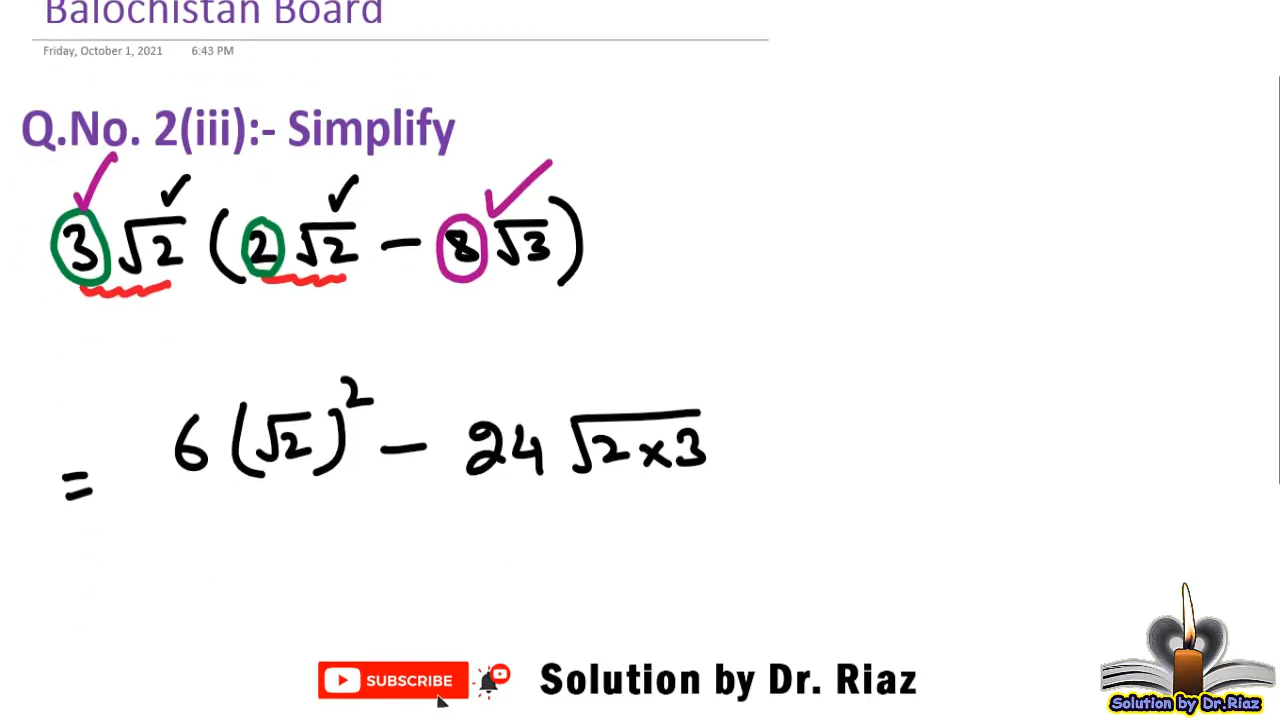 Balochistan Board
Friday, October 1, 2021 6:43 PM
Q.No. 2(iii):- Simplify
3√2 (2√2 − 8√3)
= 6(√2)² − 24√2×3
SUBSCRIBE
Solution by Dr. Riaz
Solution by Dr.Riaz